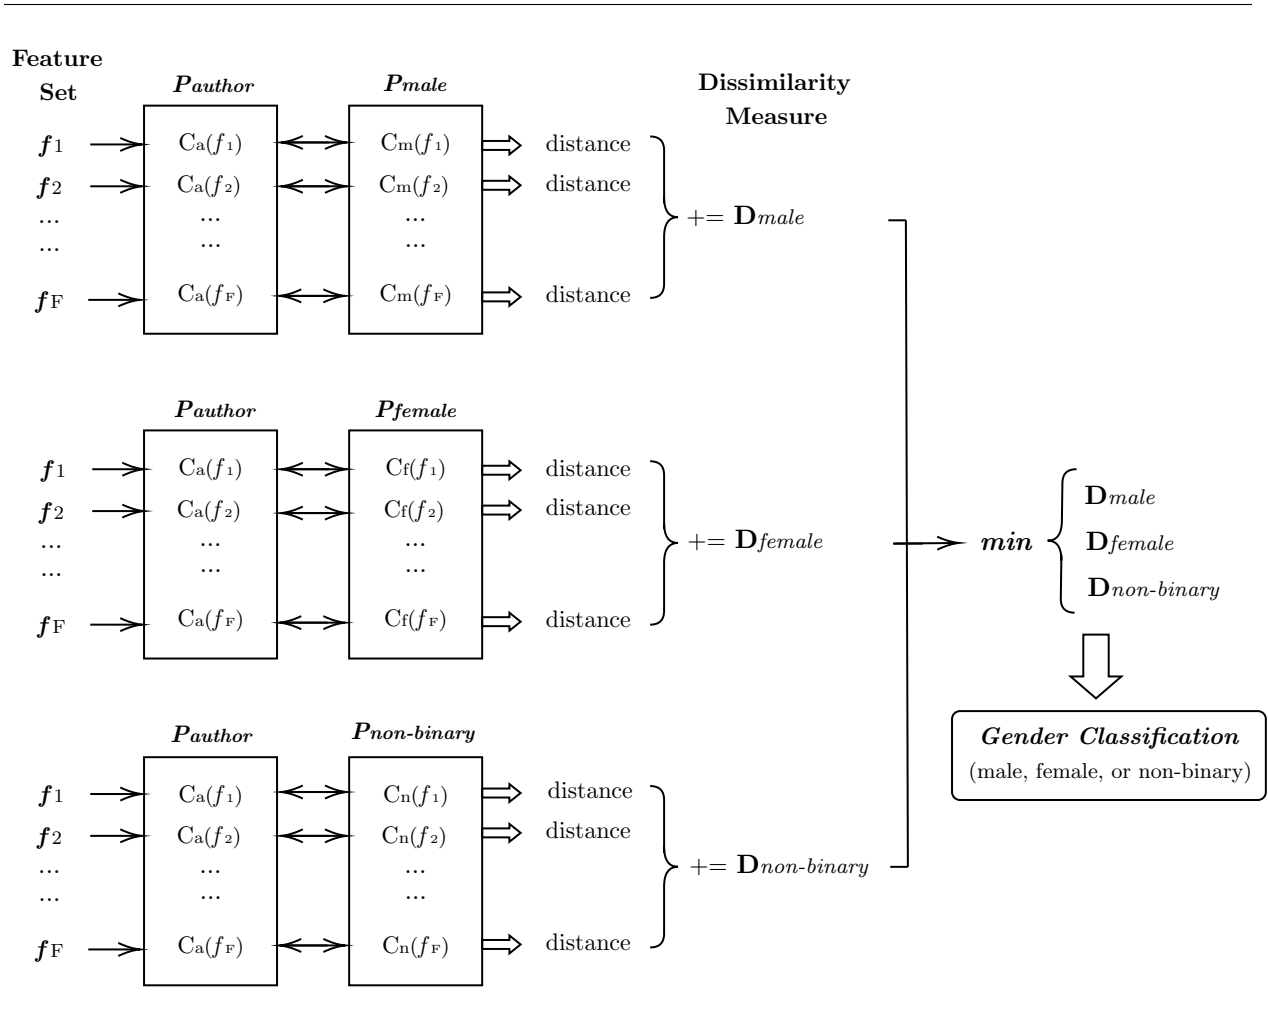 Feature
Set
Pauthor
Pmale
Dissimilarity
Measure
f1 Ca(f1) Cm(f1) distance
f2 Ca(f2) Cm(f2) distance
... ... ...
... ... ...
fF Ca(fF) Cm(fF) distance
+= Dmale
Pauthor
Pfemale
f1 Ca(f1) Cf(f1) distance
f2 Ca(f2) Cf(f2) distance
... ... ...
... ... ...
fF Ca(fF) Cf(fF) distance
+= Dfemale
Pauthor
Pnon-binary
f1 Ca(f1) Cn(f1) distance
f2 Ca(f2) Cn(f2) distance
... ... ...
... ... ...
fF Ca(fF) Cn(fF) distance
+= Dnon-binary
min
Dmale
Dfemale
Dnon-binary
Gender Classification
(male, female, or non-binary)